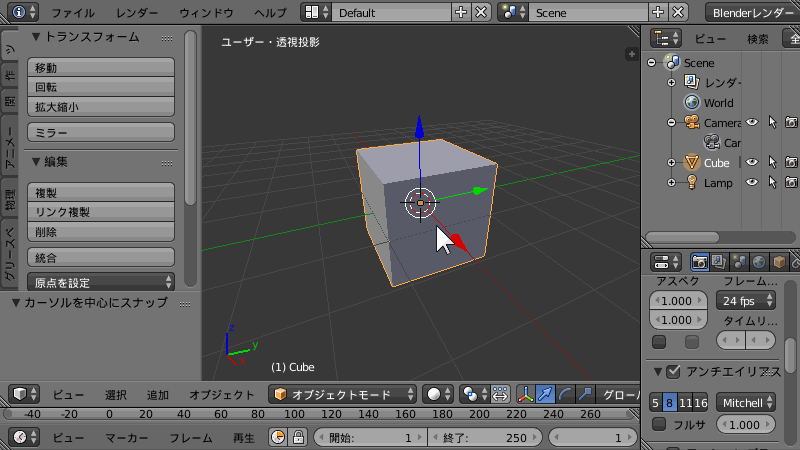 ファイル レンダー ウィンドウ ヘルプ Default Scene Blenderレンダー
トランスフォーム
移動
回転
拡大縮小
ミラー
編集
複製
リンク複製
削除
統合
原点を設定
カーソルを中心にスナップ
ツ
作
関
アニメー
物理
グリースペ
ユーザー・透視投影
z
y
(1) Cube
ビュー 選択 追加 オブジェクト オブジェクトモード グロー
-40 -20 0 20 40 60 80 100 120 140 160 180 200 220 240 260
ビュー マーカー フレーム 再生 開始: 1 終了: 250 1
ビュー 検索 全
Scene
レンダー
World
Camera
Cam
Cube
Lamp
アスペク フレーム...
1.000 24 fps
1.000 タイムリ...
アンチエイリアス
5 8 11 16 Mitchell
フルサ 1.000